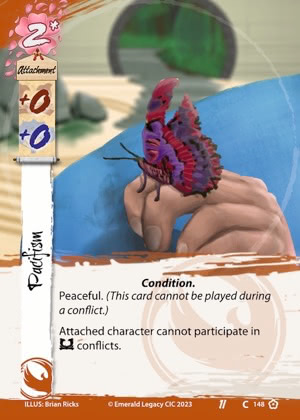 2
Attachment
+0
+0
Pacifism
Condition.
Peaceful. (This card cannot be played during
a conflict.)
Attached character cannot participate in
conflicts.
ILLUS: Brian Ricks
© Emerald Legacy CIC 2023
C 148